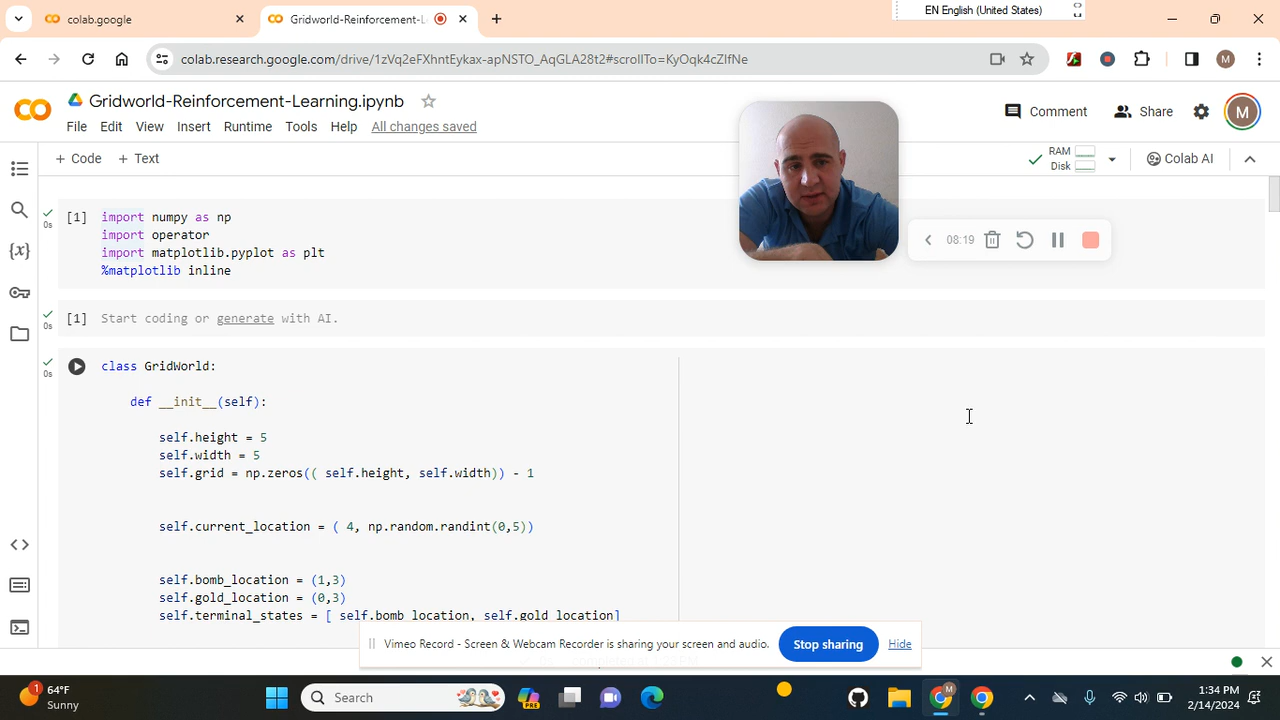 colab.google
Gridworld-Reinforcement-L
EN English (United States)
colab.research.google.com/drive/1zVq2eFXhntEykax-apNSTO_AqGLA28t2#scrollTo=KyOqk4cZlfNe
M
Gridworld-Reinforcement-Learning.ipynb
File Edit View Insert Runtime Tools Help All changes saved
Comment Share M
+ Code + Text
RAM
Disk
Colab AI
[1] import numpy as np
0s
import operator
import matplotlib.pyplot as plt
%matplotlib inline
08:19
[1] Start coding or generate with AI.
0s
class GridWorld:
0s
def __init__(self):
self.height = 5
self.width = 5
self.grid = np.zeros(( self.height, self.width)) - 1
self.current_location = ( 4, np.random.randint(0,5))
self.bomb_location = (1,3)
self.gold_location = (0,3)
self.terminal_states = [ self.bomb_location, self.gold_location]
Vimeo Record - Screen & Webcam Recorder is sharing your screen and audio. Stop sharing Hide
1
64°F
Sunny
Search
PRE
M
1:34 PM
2/14/2024